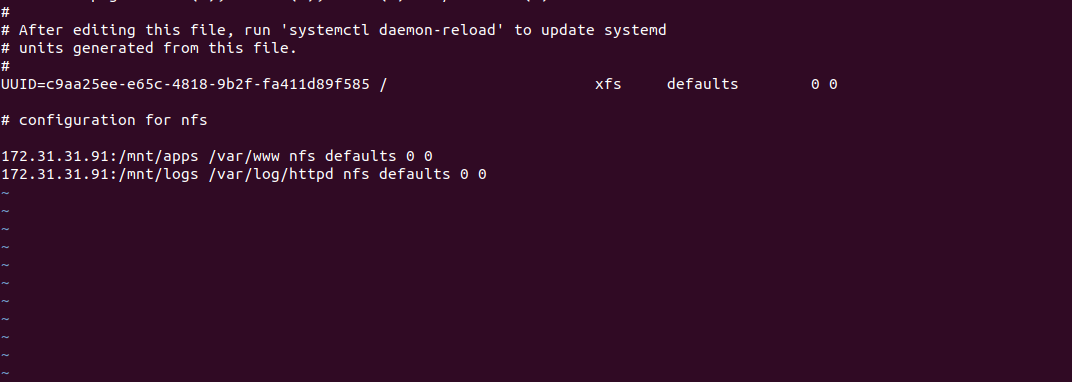 #
# After editing this file, run 'systemctl daemon-reload' to update systemd
# units generated from this file.
#
UUID=c9aa25ee-e65c-4818-9b2f-fa411d89f585 / xfs defaults 0 0
# configuration for nfs
172.31.31.91:/mnt/apps /var/www nfs defaults 0 0
172.31.31.91:/mnt/logs /var/log/httpd nfs defaults 0 0
~
~
~
~
~
~
~
~
~
~
~